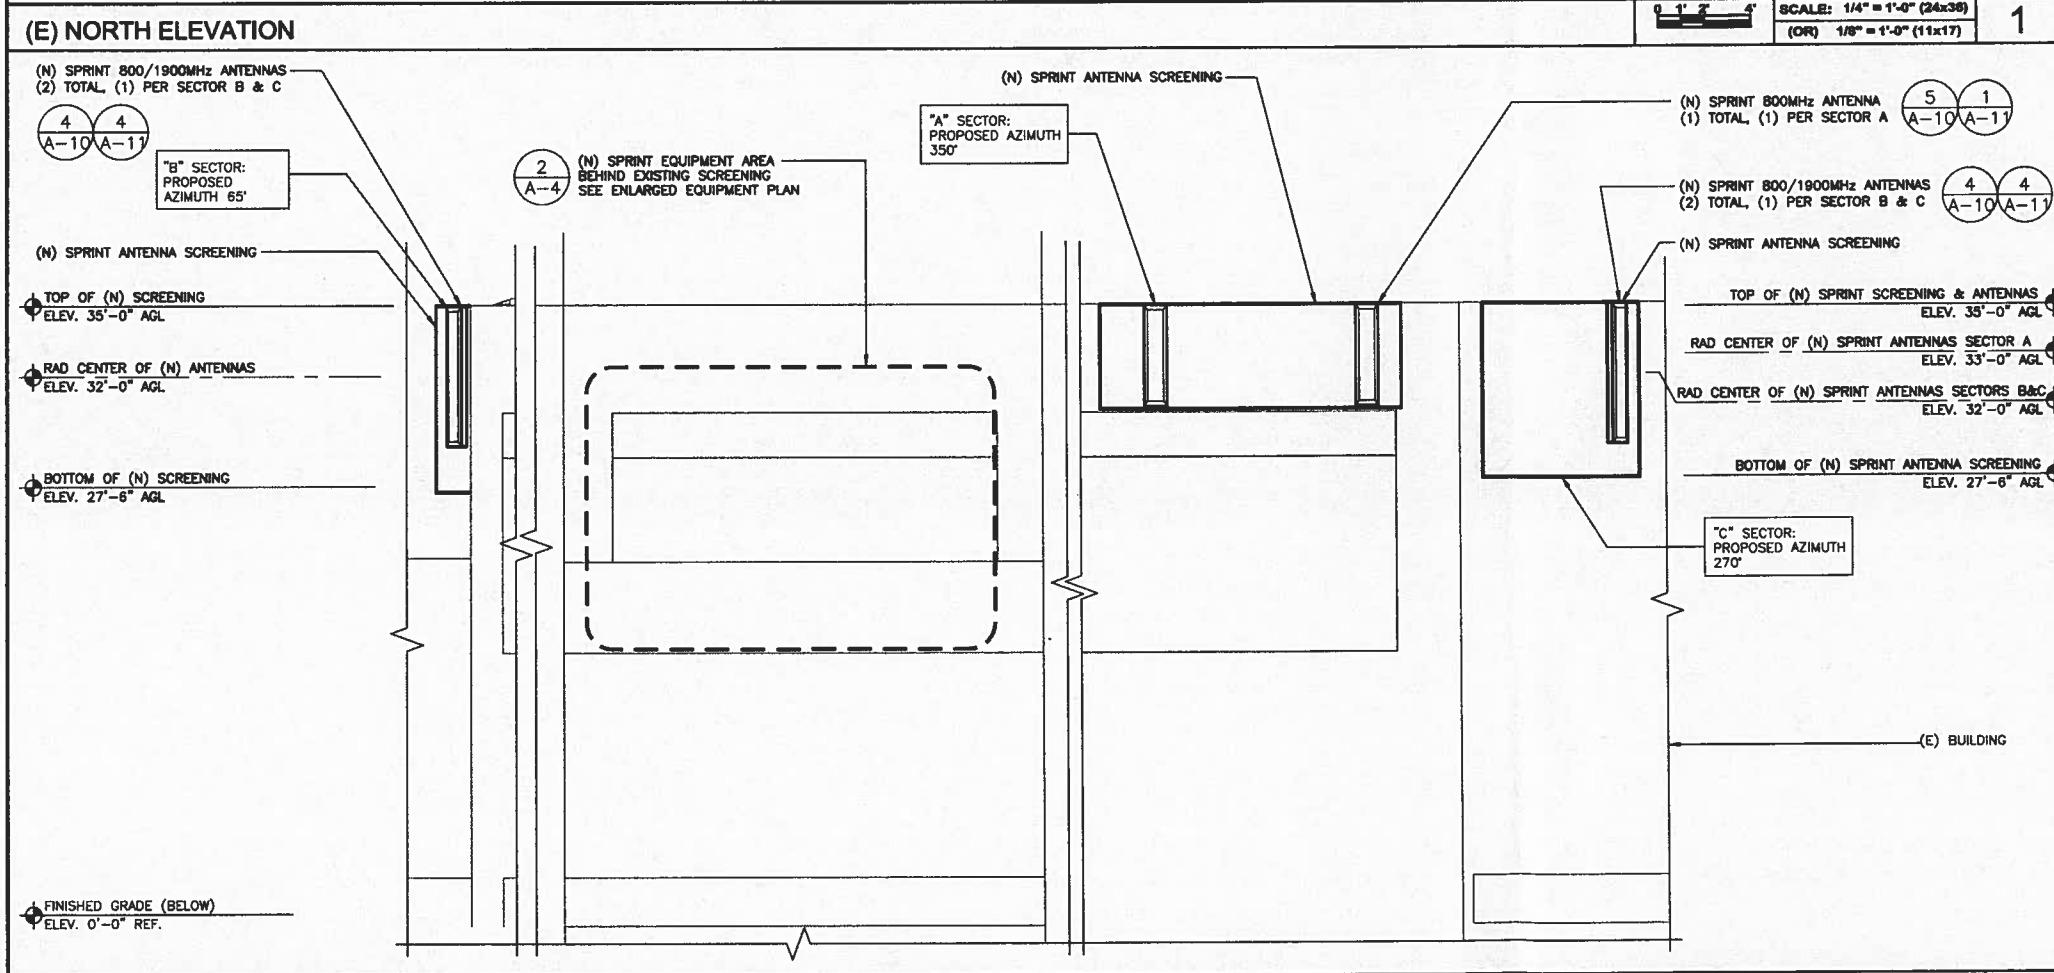 (E) NORTH ELEVATION
0 1' 2' 4'
SCALE: 1/4" = 1'-0" (24x36)
(OR) 1/8" = 1'-0" (11x17)
1
(N) SPRINT 800/1900MHz ANTENNAS
(2) TOTAL, (1) PER SECTOR B & C
4
A-10
4
A-11
"B" SECTOR:
PROPOSED
AZIMUTH 65°
2
A-4
(N) SPRINT EQUIPMENT AREA
BEHIND EXISTING SCREENING
SEE ENLARGED EQUIPMENT PLAN
(N) SPRINT ANTENNA SCREENING
"A" SECTOR:
PROPOSED AZIMUTH
350°
(N) SPRINT 800MHz ANTENNA
(1) TOTAL, (1) PER SECTOR A
5
A-10
1
A-11
(N) SPRINT 800/1900MHz ANTENNAS
(2) TOTAL, (1) PER SECTOR B & C
4
A-10
4
A-11
(N) SPRINT ANTENNA SCREENING
(N) SPRINT ANTENNA SCREENING
TOP OF (N) SCREENING
ELEV. 35'-0" AGL
RAD CENTER OF (N) ANTENNAS
ELEV. 32'-0" AGL
BOTTOM OF (N) SCREENING
ELEV. 27'-6" AGL
TOP OF (N) SPRINT SCREENING & ANTENNAS
ELEV. 35'-0" AGL
RAD CENTER OF (N) SPRINT ANTENNAS SECTOR A
ELEV. 33'-0" AGL
RAD CENTER OF (N) SPRINT ANTENNAS SECTORS B&C
ELEV. 32'-0" AGL
BOTTOM OF (N) SPRINT ANTENNA SCREENING
ELEV. 27'-6" AGL
"C" SECTOR:
PROPOSED AZIMUTH
270°
(E) BUILDING
FINISHED GRADE (BELOW)
ELEV. 0'-0" REF.